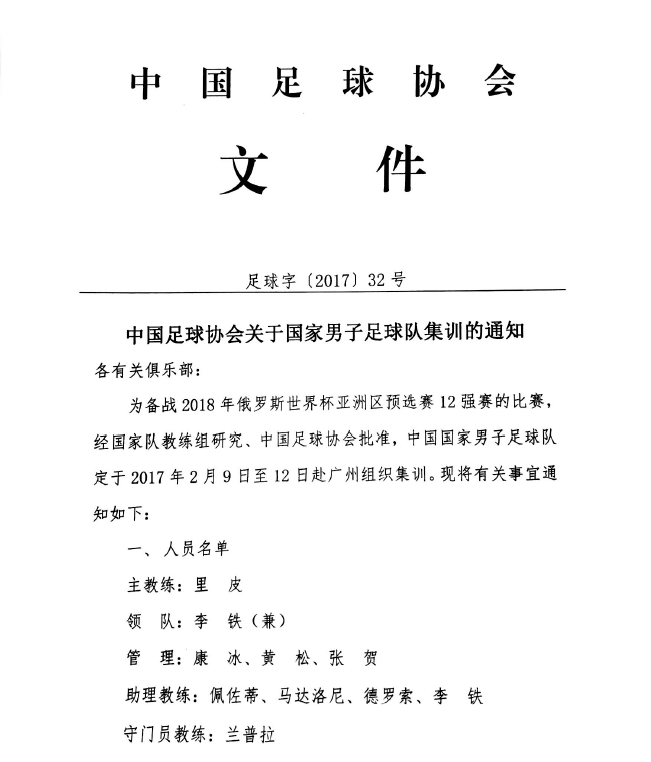 中国足球协会
文件
足球字〔2017〕32号
中国足球协会关于国家男子足球队集训的通知
各有关俱乐部：
为备战2018年俄罗斯世界杯亚洲区预选赛12强赛的比赛，
经国家队教练组研究、中国足球协会批准，中国国家男子足球队
定于2017年2月9日至12日赴广州组织集训。现将有关事宜通
知如下：
一、人员名单
主教练：里　皮
领　队：李　铁（兼）
管　理：康　冰、黄　松、张　贺
助理教练：佩佐蒂、马达洛尼、德罗索、李　铁
守门员教练：兰普拉